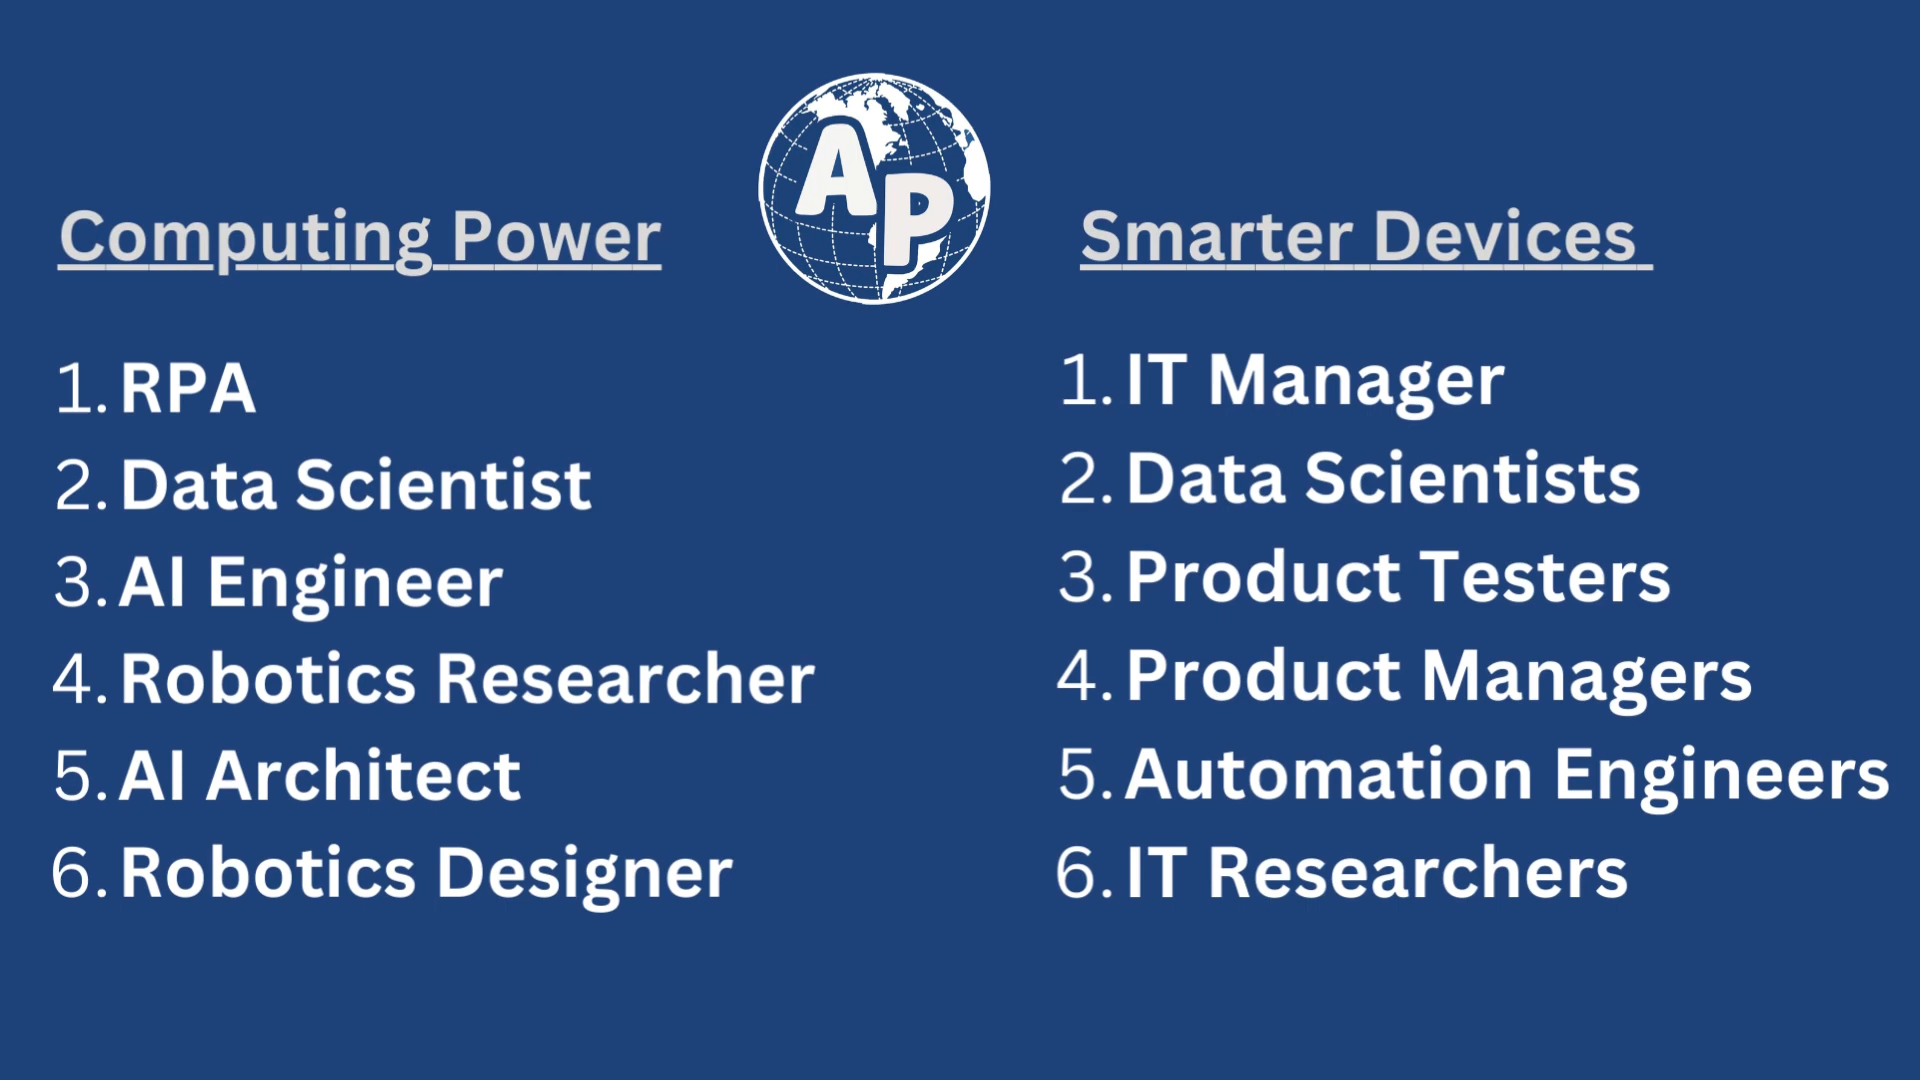 AP
Computing Power
1. RPA
2. Data Scientist
3. AI Engineer
4. Robotics Researcher
5. AI Architect
6. Robotics Designer
Smarter Devices
1. IT Manager
2. Data Scientists
3. Product Testers
4. Product Managers
5. Automation Engineers
6. IT Researchers